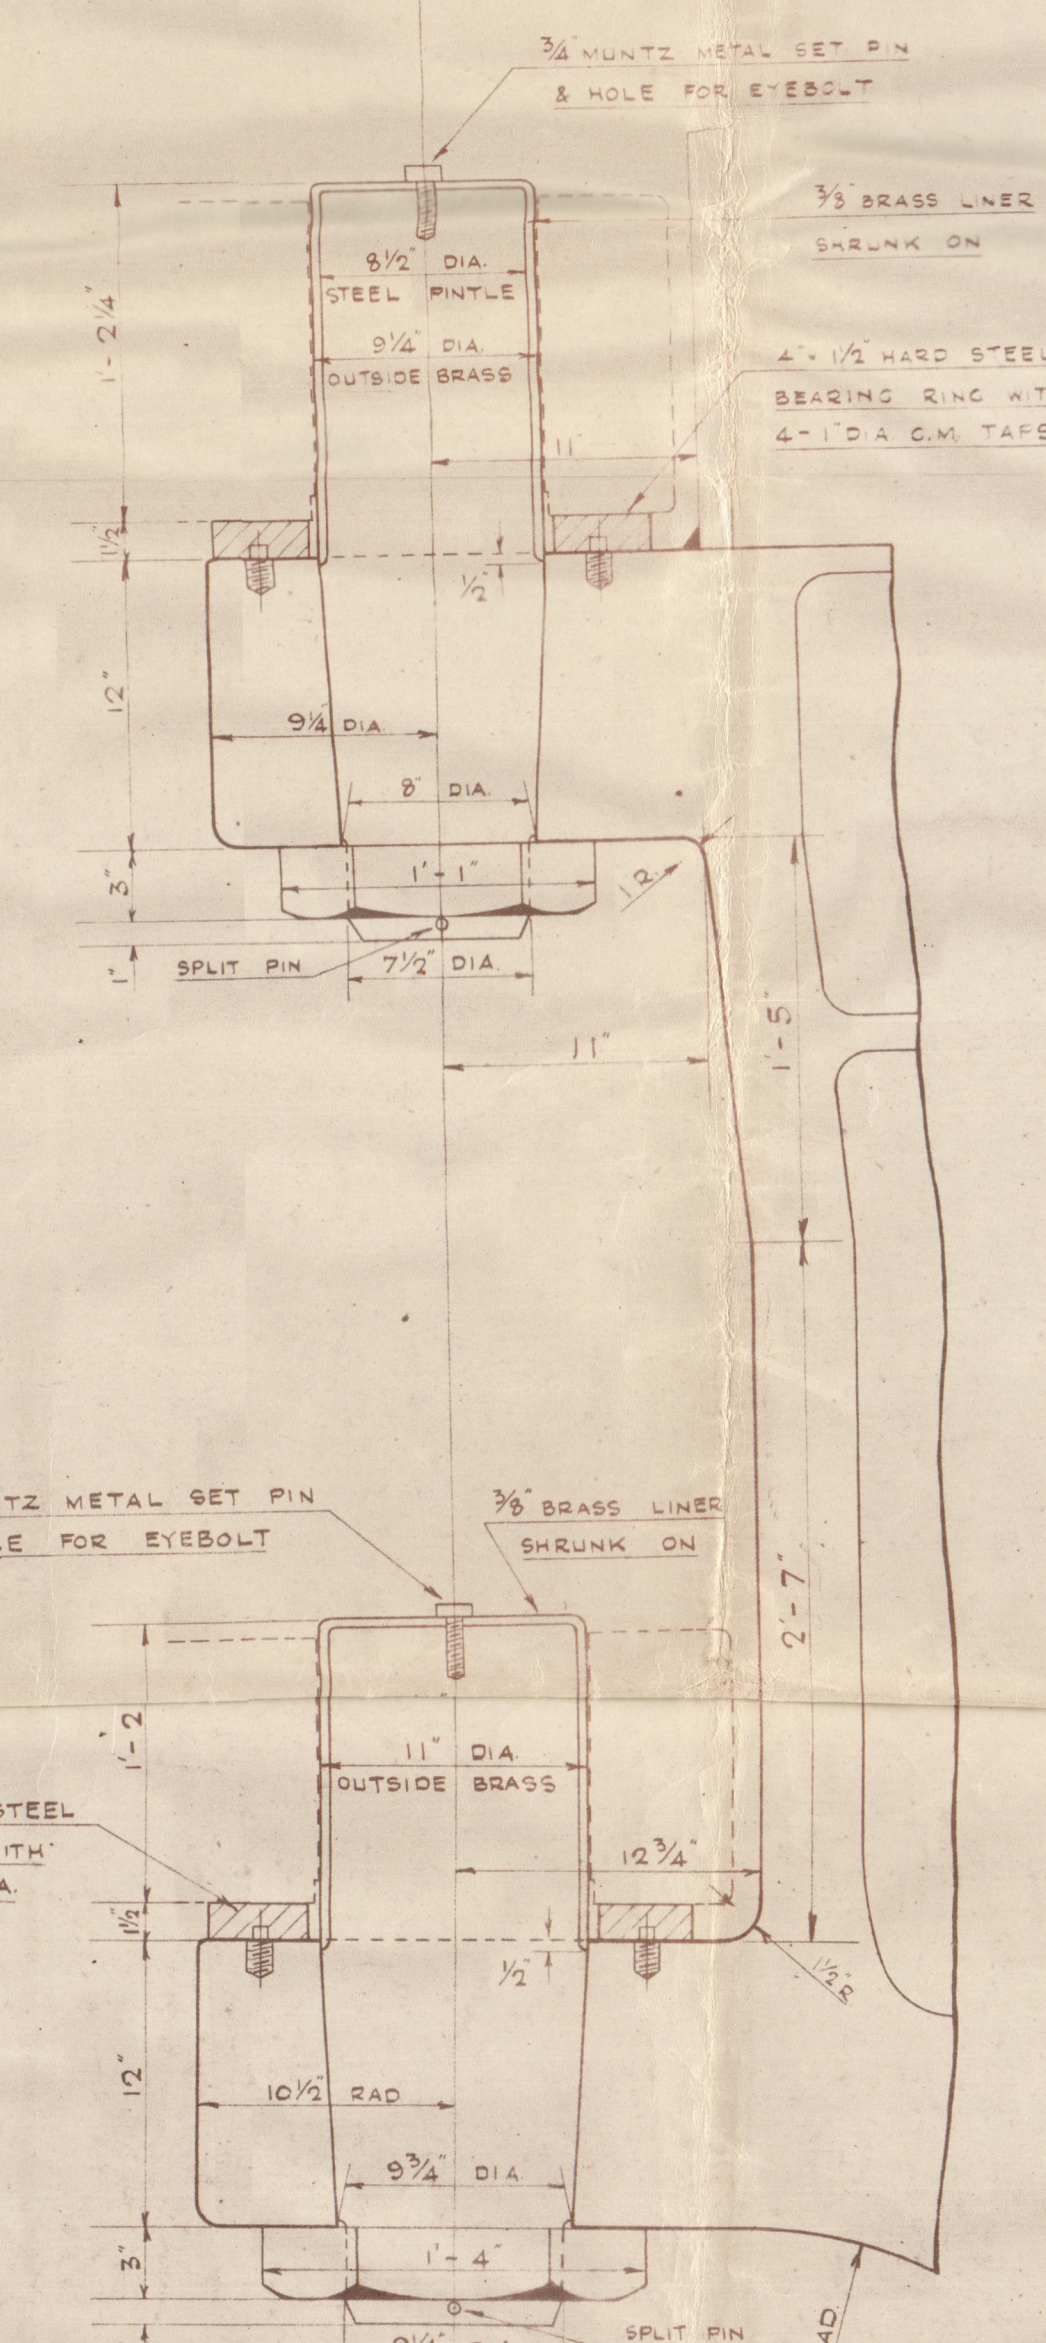 3/4" MUNTZ METAL SET PIN
& HOLE FOR EYEBOLT
3/8" BRASS LINER
SHRUNK ON
8 1/2" DIA.
STEEL PINTLE
1'- 2 1/4"
9 1/4" DIA.
OUTSIDE BRASS
4" × 1 1/2" HARD STEEL
BEARING RING WIT
4 - 1" DIA. G.M. TAPS
11"
1 1/2"
1/2"
12"
9 1/4" DIA.
8" DIA.
3"
1'- 1"
1" R.
1"
SPLIT PIN
7 1/2" DIA.
11"
1'- 5"
TZ METAL SET PIN
LE FOR EYEBOLT
3/8" BRASS LINER
SHRUNK ON
2'- 7"
1'- 2
11" DIA.
OUTSIDE BRASS
STEEL
ITH
A.
12 3/4"
1 1/2"
1/2"
1 1/2" R
12"
10 1/2" RAD
9 3/4" DIA.
3"
1'- 4"
SPLIT PIN
AD.